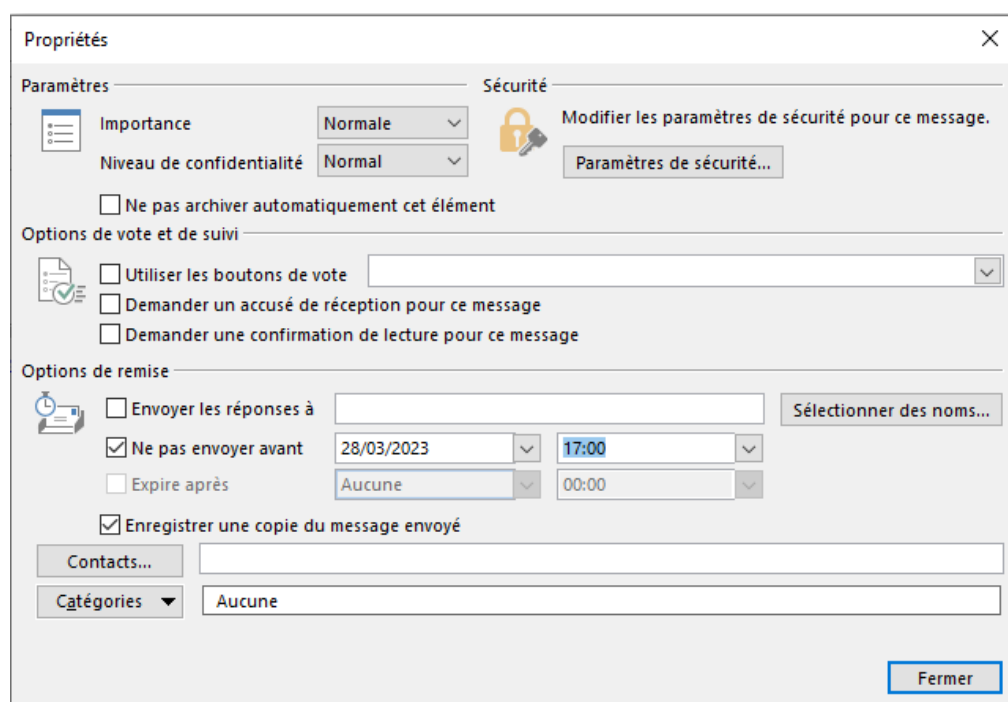 Propriétés
Paramètres Sécurité
Importance Normale Modifier les paramètres de sécurité pour ce message.
Niveau de confidentialité Normal Paramètres de sécurité...
Ne pas archiver automatiquement cet élément
Options de vote et de suivi
Utiliser les boutons de vote
Demander un accusé de réception pour ce message
Demander une confirmation de lecture pour ce message
Options de remise
Envoyer les réponses à Sélectionner des noms...
Ne pas envoyer avant 28/03/2023 17:00
Expire après Aucune 00:00
Enregistrer une copie du message envoyé
Contacts...
Catégories Aucune
Fermer